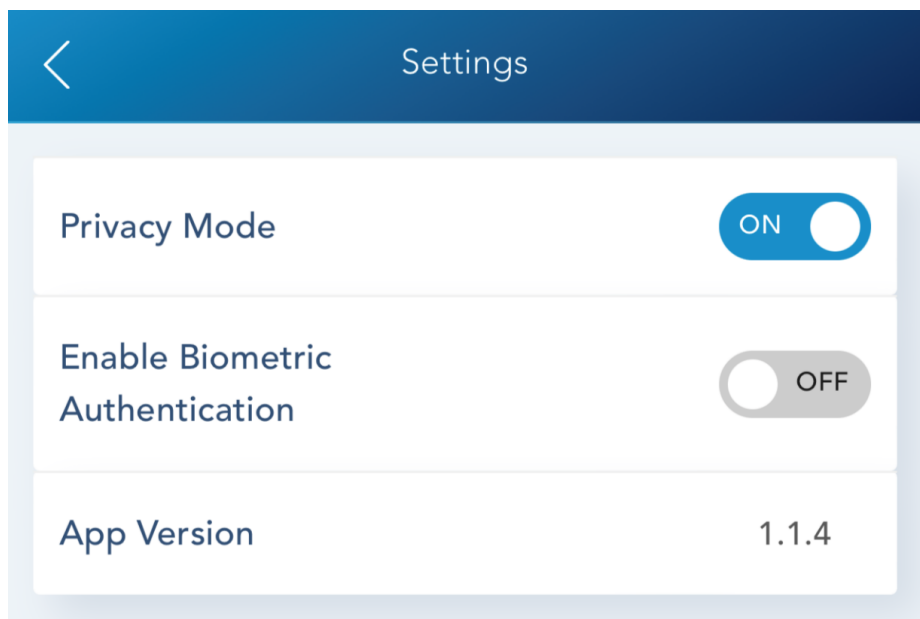 Settings
Privacy Mode
ON
Enable Biometric
Authentication
OFF
App Version
1.1.4